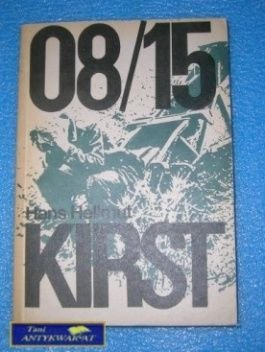 08/15
Hans Hellmut
KIRST
Tani
ANTYKWARIAT